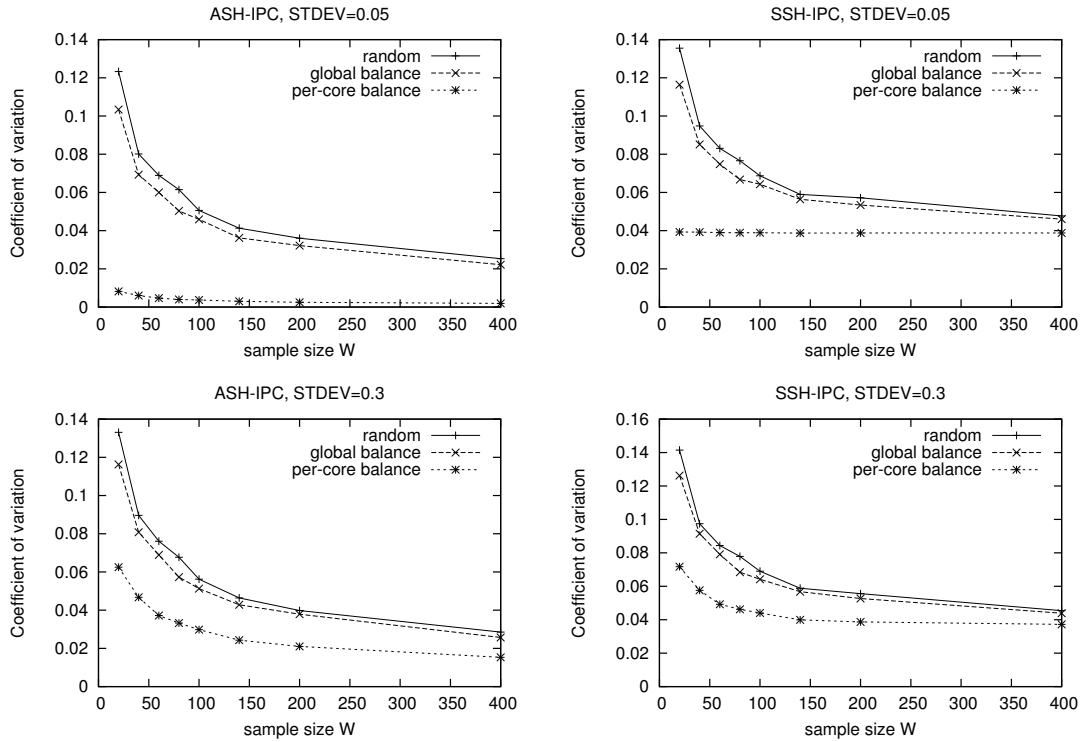 ASH-IPC, STDEV=0.05
0.14
0.12
0.1
0.08
0.06
0.04
0.02
0
Coefficient of variation
random
global balance
per-core balance
0 50 100 150 200 250 300 350 400
sample size W
SSH-IPC, STDEV=0.05
0.14
0.12
0.1
0.08
0.06
0.04
0.02
0
Coefficient of variation
random
global balance
per-core balance
0 50 100 150 200 250 300 350 400
sample size W
ASH-IPC, STDEV=0.3
0.14
0.12
0.1
0.08
0.06
0.04
0.02
0
Coefficient of variation
random
global balance
per-core balance
0 50 100 150 200 250 300 350 400
sample size W
SSH-IPC, STDEV=0.3
0.16
0.14
0.12
0.1
0.08
0.06
0.04
0.02
0
Coefficient of variation
random
global balance
per-core balance
0 50 100 150 200 250 300 350 400
sample size W